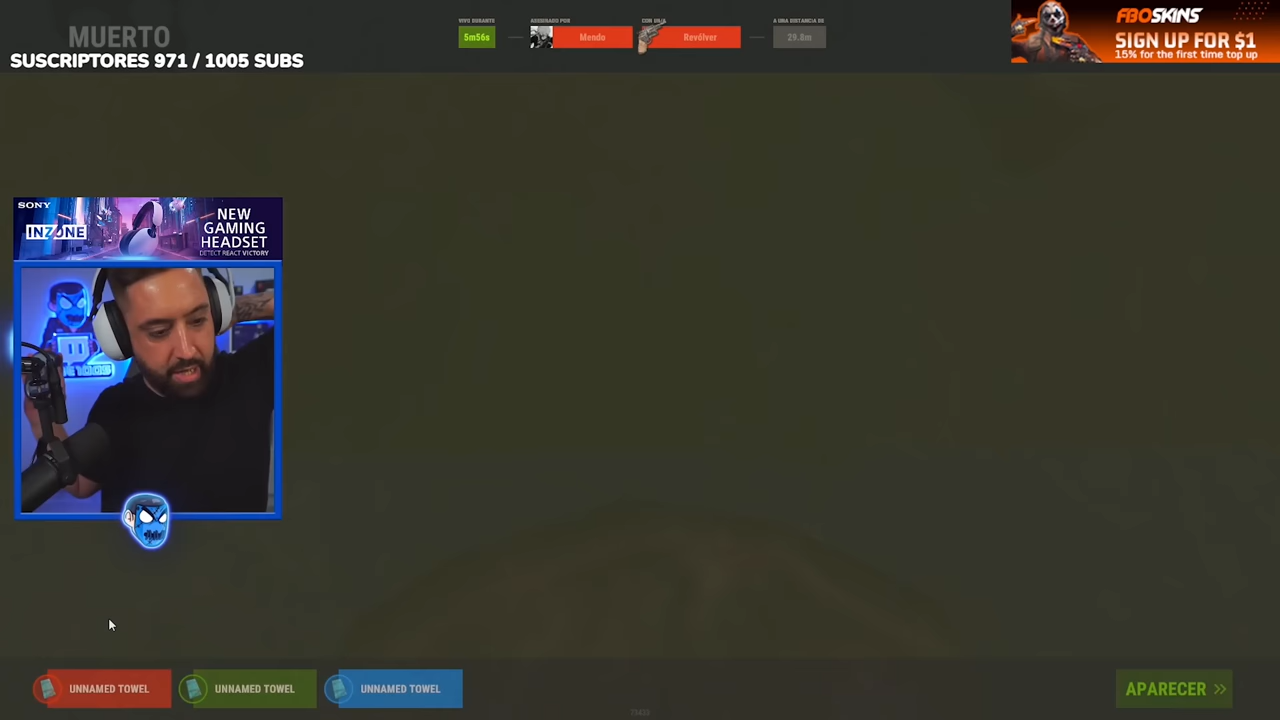 MUERTO
SUSCRIPTORES 971 / 1005 SUBS
VIVO DURANTE
5m56s
ASESINADO POR
Mendo
CON UN/A
Revólver
A UNA DISTANCIA DE
29.8m
FBOSKINS
SIGN UP FOR $1
15% for the first time top up
SONY
INZONE
NEW
GAMING
HEADSET
DETECT REACT VICTORY
UNNAMED TOWEL
UNNAMED TOWEL
UNNAMED TOWEL
APARECER